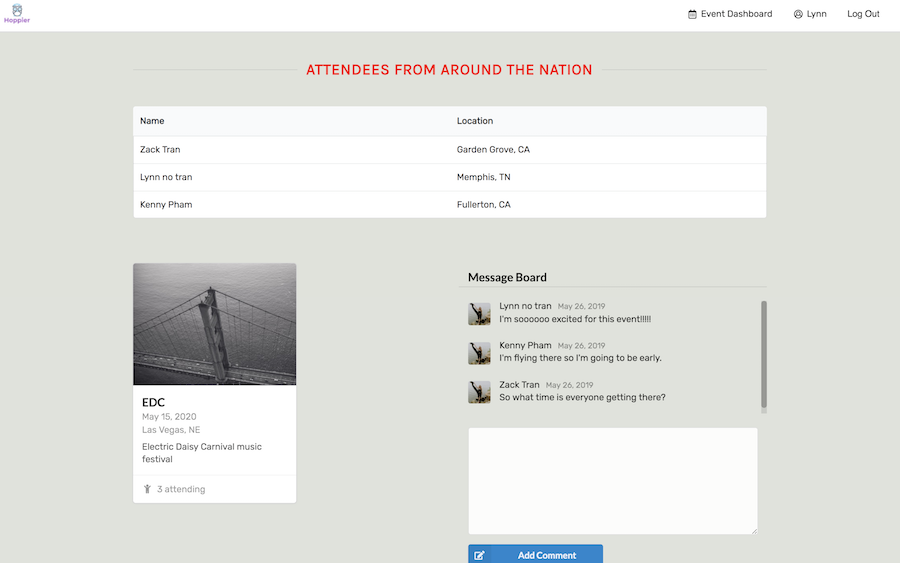 Hoppier
Event Dashboard
Lynn
Log Out
ATTENDEES FROM AROUND THE NATION
Name Location
Zack Tran Garden Grove, CA
Lynn no tran Memphis, TN
Kenny Pham Fullerton, CA
EDC
May 15, 2020
Las Vegas, NE
Electric Daisy Carnival music
festival
3 attending
Message Board
Lynn no tran May 26, 2019
I'm soooooo excited for this event!!!!!
Kenny Pham May 26, 2019
I'm flying there so I'm going to be early.
Zack Tran May 26, 2019
So what time is everyone getting there?
Add Comment